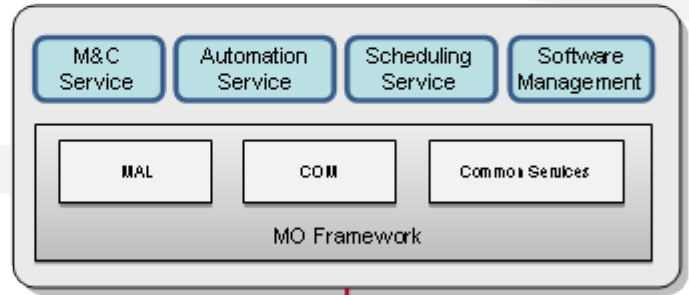 M&C
Service
Automation
Service
Scheduling
Service
Software
Management
MAL
COM
Common Services
MO Framework